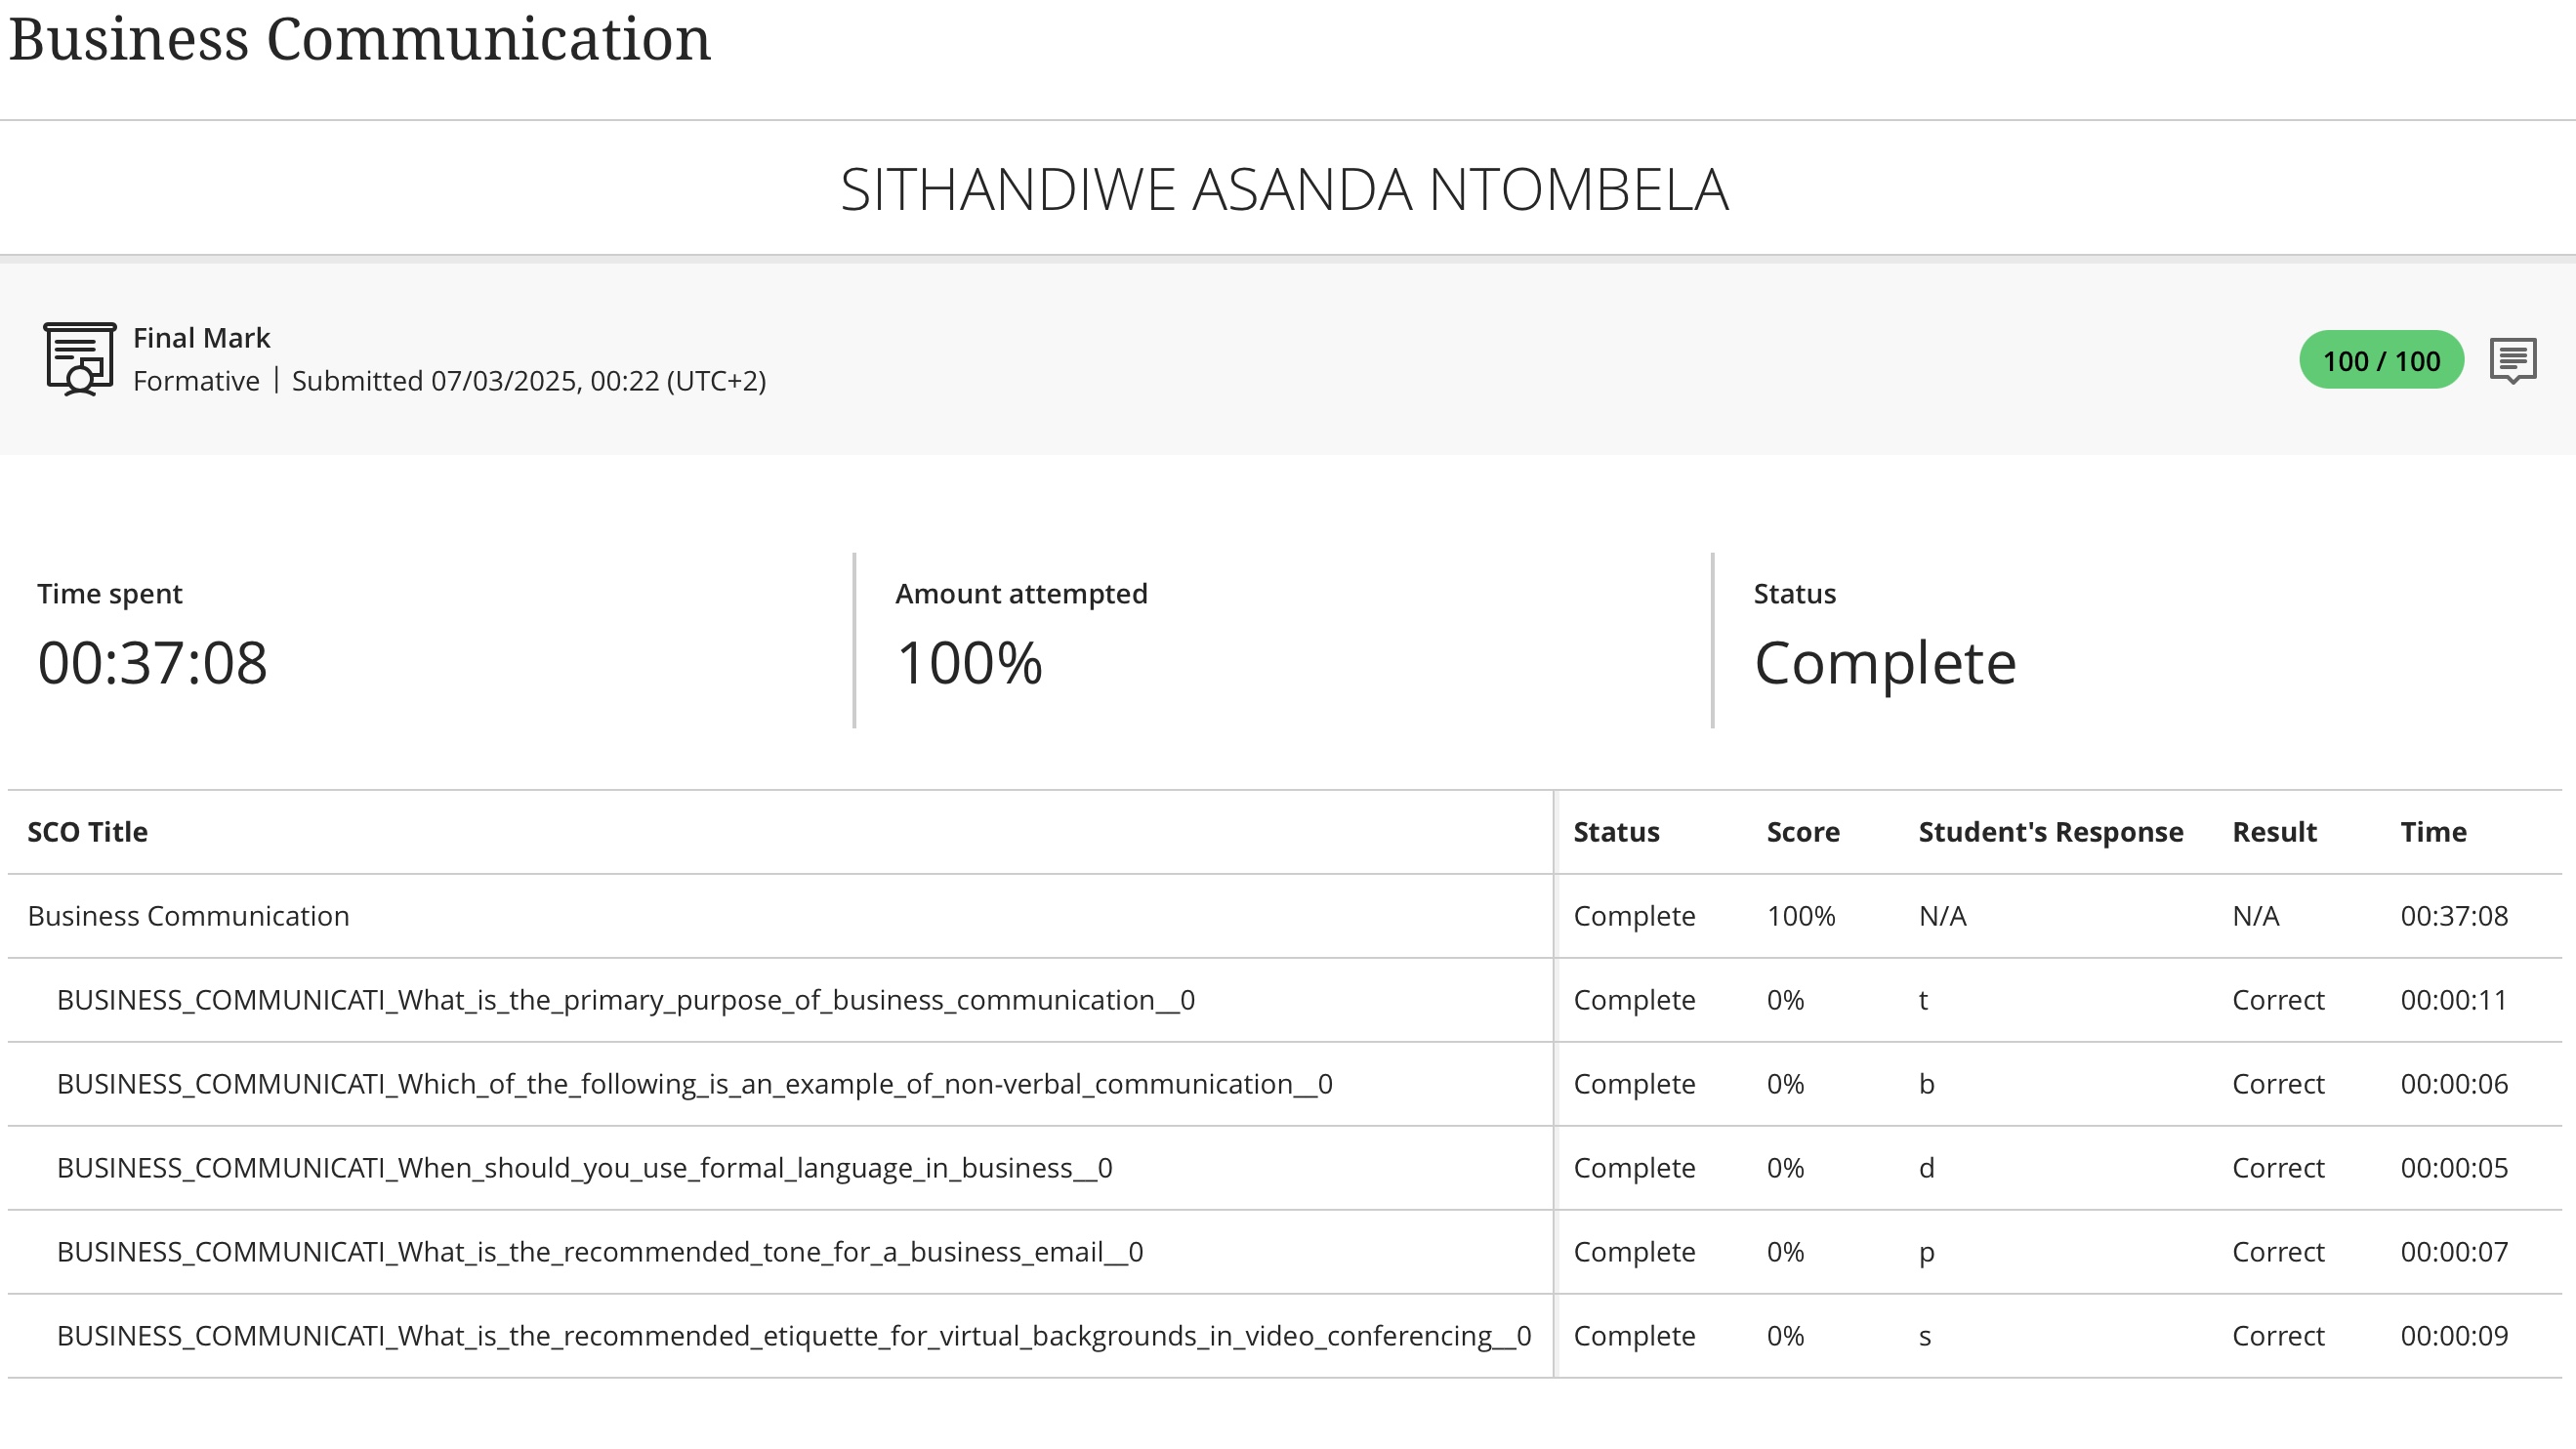 Business Communication
SITHANDIWE ASANDA NTOMBELA
Final Mark
Formative | Submitted 07/03/2025, 00:22 (UTC+2)
100 / 100
Time spent
00:37:08
Amount attempted
100%
Status
Complete
SCO Title Status Score Student's Response Result Time
Business Communication Complete 100% N/A N/A 00:37:08
BUSINESS_COMMUNICATI_What_is_the_primary_purpose_of_business_communication__0 Complete 0% t Correct 00:00:11
BUSINESS_COMMUNICATI_Which_of_the_following_is_an_example_of_non-verbal_communication__0 Complete 0% b Correct 00:00:06
BUSINESS_COMMUNICATI_When_should_you_use_formal_language_in_business__0 Complete 0% d Correct 00:00:05
BUSINESS_COMMUNICATI_What_is_the_recommended_tone_for_a_business_email__0 Complete 0% p Correct 00:00:07
BUSINESS_COMMUNICATI_What_is_the_recommended_etiquette_for_virtual_backgrounds_in_video_conferencing__0 Complete 0% s Correct 00:00:09